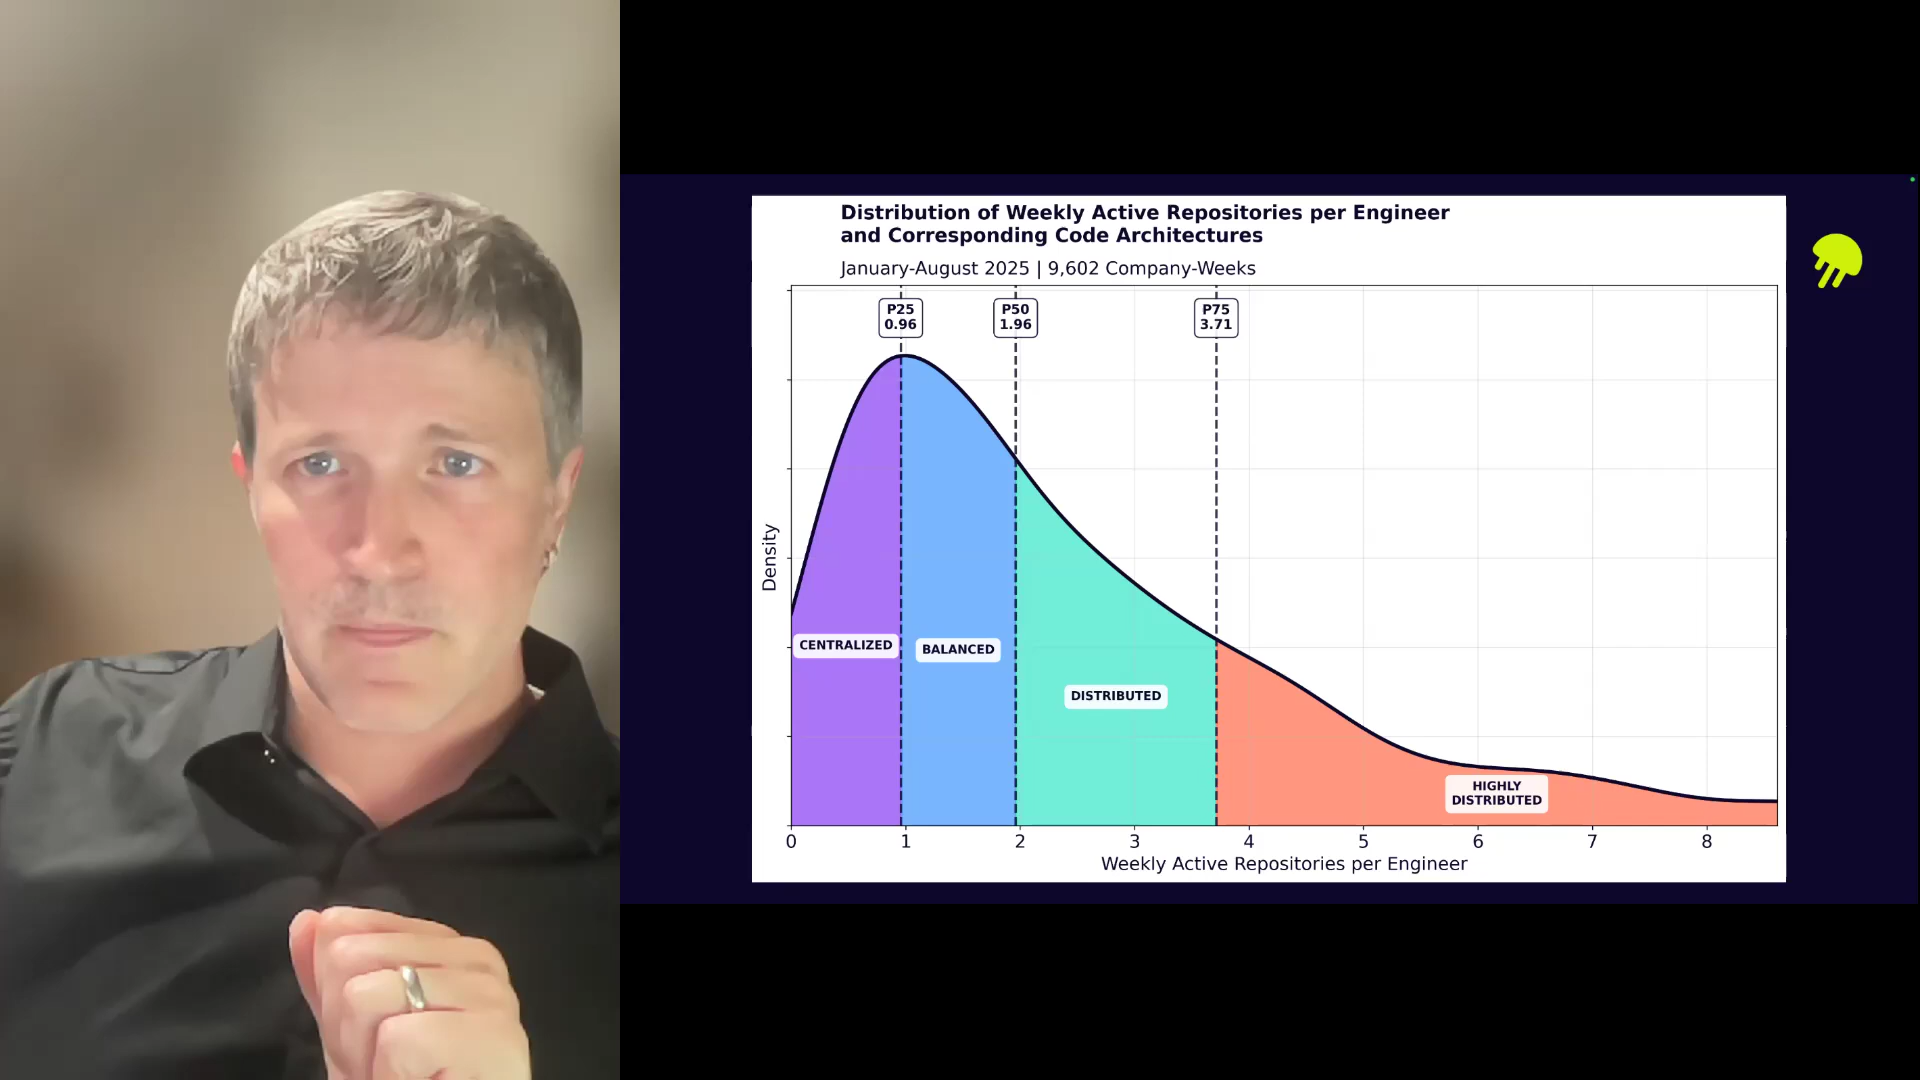 Distribution of Weekly Active Repositories per Engineer
and Corresponding Code Architectures
January-August 2025 | 9,602 Company-Weeks
P25
0.96
P50
1.96
P75
3.71
Density
CENTRALIZED
BALANCED
DISTRIBUTED
HIGHLY
DISTRIBUTED
0 1 2 3 4 5 6 7 8
Weekly Active Repositories per Engineer